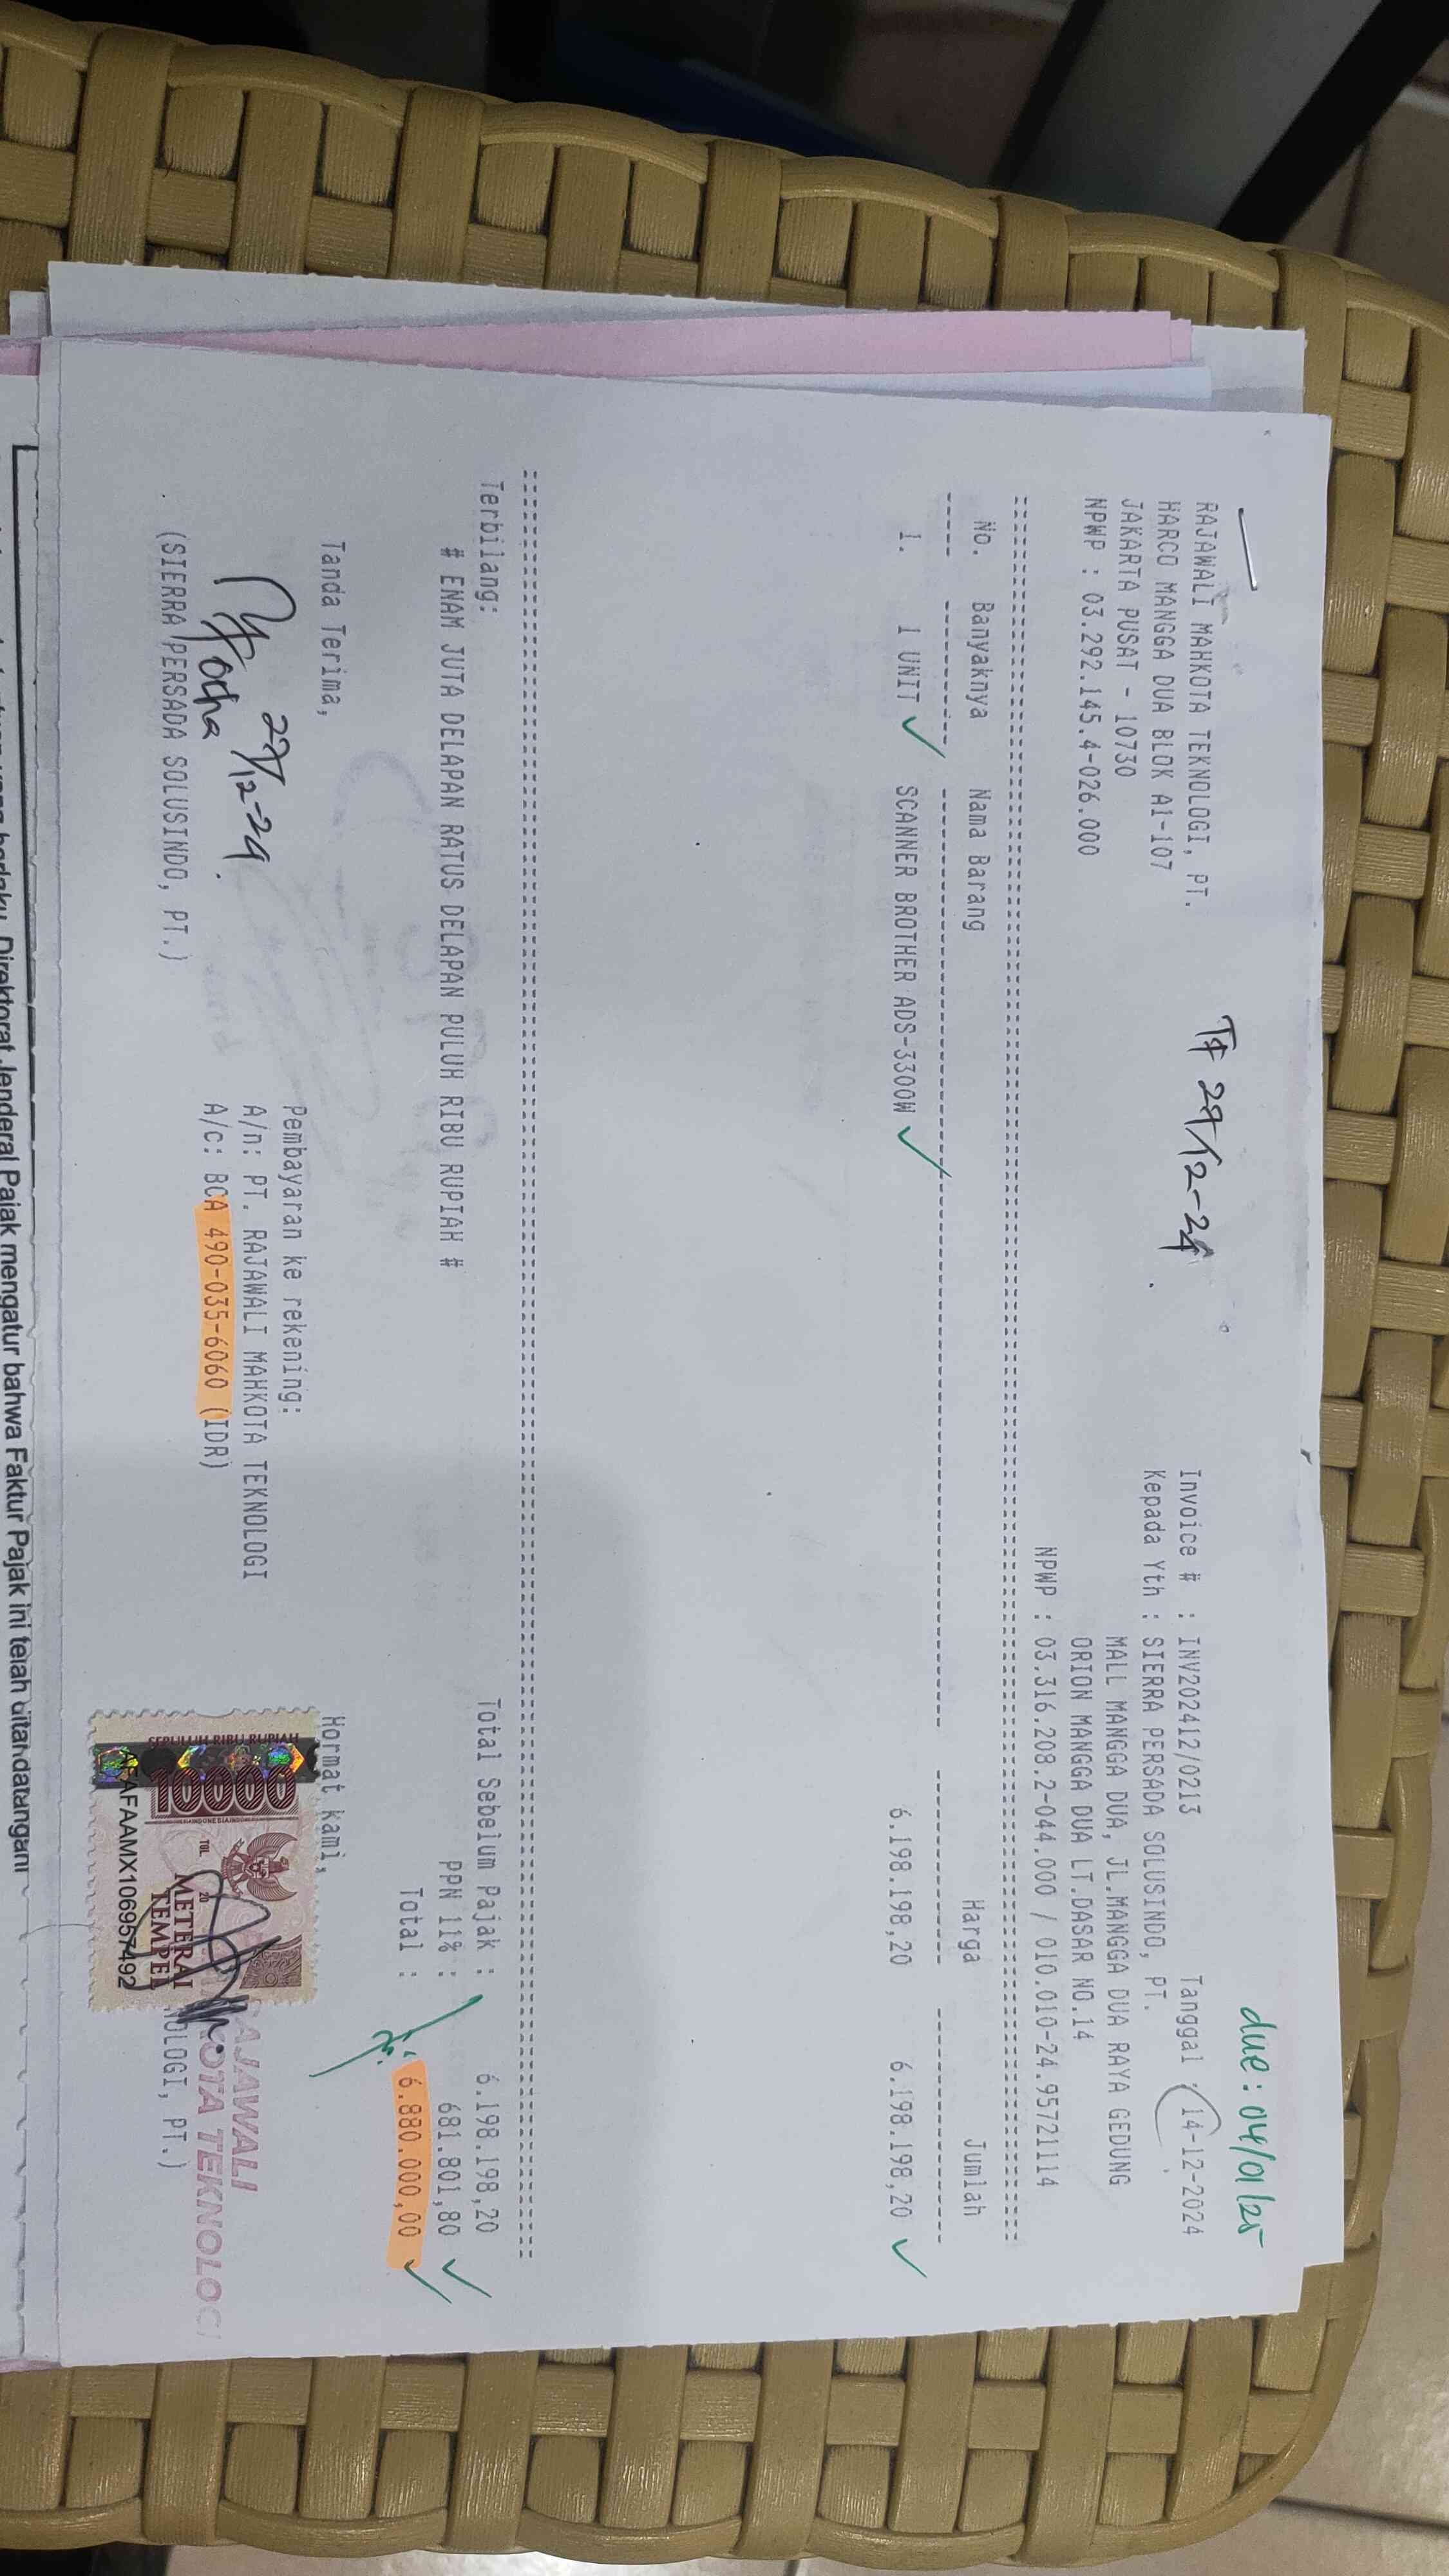 due: 04/01/25
TF 27/12-24
RAJAWALI MAHKOTA TEKNOLOGI, PT.
HARCO MANGGA DUA BLOK A1-107
JAKARTA PUSAT - 10730
NPWP : 03.292.145.4-026.000
Invoice # : INV202412/0213 Tanggal : 14-12-2024
Kepada Yth : SIERRA PERSADA SOLUSINDO, PT.
MALL MANGGA DUA, JL.MANGGA DUA RAYA GEDUNG
ORION MANGGA DUA LT.DASAR NO.14
NPWP : 03.316.208.2-044.000 / 010.010-24.95721114
No. Banyaknya Nama Barang Harga Jumlah
1. 1 UNIT SCANNER BROTHER ADS-3300W 6.198.198,20 6.198.198,20
Terbilang:
# ENAM JUTA DELAPAN RATUS DELAPAN PULUH RIBU RUPIAH #
Total Sebelum Pajak : 6.198.198,20
PPN 11% : 681.801,80
Total : 6.880.000,00
Tanda Terima,
27/12-24
Ocha
(SIERRA PERSADA SOLUSINDO, PT.)
Pembayaran ke rekening:
A/n: PT. RAJAWALI MAHKOTA TEKNOLOGI
A/c: BCA 490-035-6060 (IDR)
Hormat kami,
SEPULUH RIBU RUPIAH
10000
TGL. 20
METERAI
TEMPEL
AJAWALI
OTA TEKNOLOGI
NOLOGI, PT.)
Direktorat Jenderal Pajak mengatur bahwa Faktur Pajak ini telah ditandatangani